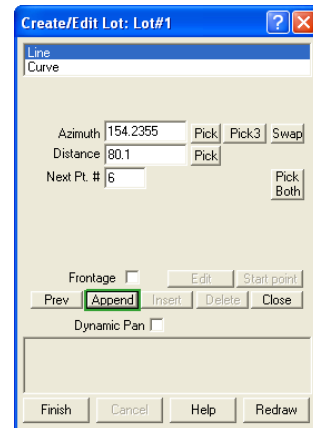 Create/Edit Lot: Lot#1
Line
Curve
Azimuth 154.2355 Pick Pick3 Swap
Distance 80.1 Pick
Next Pt. # 6 Pick Both
Frontage Edit Start point
Prev Append Insert Delete Close
Dynamic Pan
Finish Cancel Help Redraw